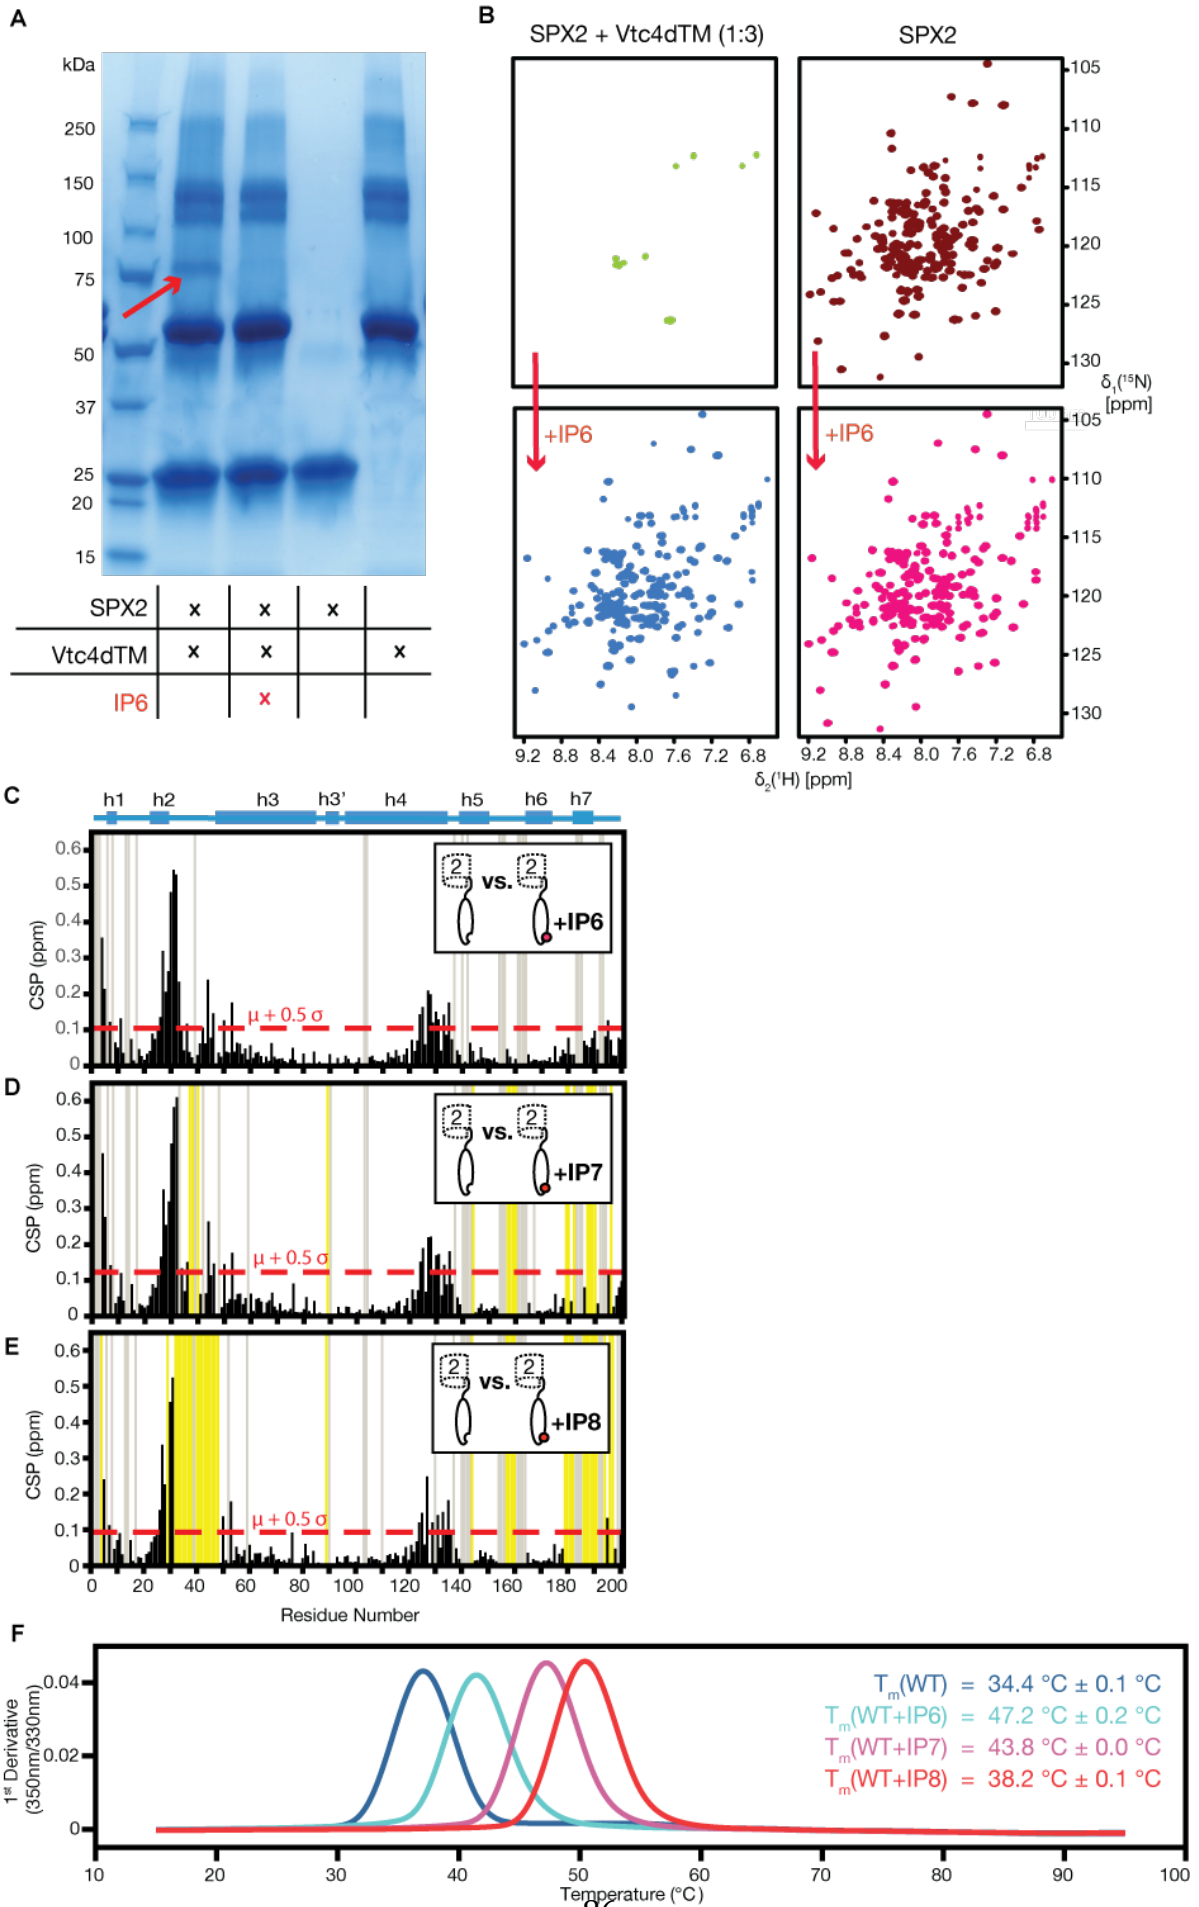 A
kDa
250
150
100
75
50
37
25
20
15
SPX2 x x x
Vtc4dTM x x x
IP6 x
B
SPX2 + Vtc4dTM (1:3) SPX2
105
110
115
120
125
130
δ₁(¹⁵N)
[ppm]
+IP6 +IP6
105
110
115
120
125
130
9.2 8.8 8.4 8.0 7.6 7.2 6.8 9.2 8.8 8.4 8.0 7.6 7.2 6.8
δ₂(¹H) [ppm]
C
h1 h2 h3 h3' h4 h5 h6 h7
0.6
0.5
0.4
0.3
0.2
0.1
0
CSP (ppm)
2 vs. 2
+IP6
μ + 0.5 σ
D
0.6
0.5
0.4
0.3
0.2
0.1
0
CSP (ppm)
2 vs. 2
+IP7
μ + 0.5 σ
E
0.6
0.5
0.4
0.3
0.2
0.1
0
CSP (ppm)
2 vs. 2
+IP8
μ + 0.5 σ
0 20 40 60 80 100 120 140 160 180 200
Residue Number
F
0.04
0.02
0
1st Derivative
(350nm/330nm)
Tm(WT) = 34.4 °C ± 0.1 °C
Tm(WT+IP6) = 47.2 °C ± 0.2 °C
Tm(WT+IP7) = 43.8 °C ± 0.0 °C
Tm(WT+IP8) = 38.2 °C ± 0.1 °C
10 20 30 40 50 60 70 80 90 100
Temperature (°C)